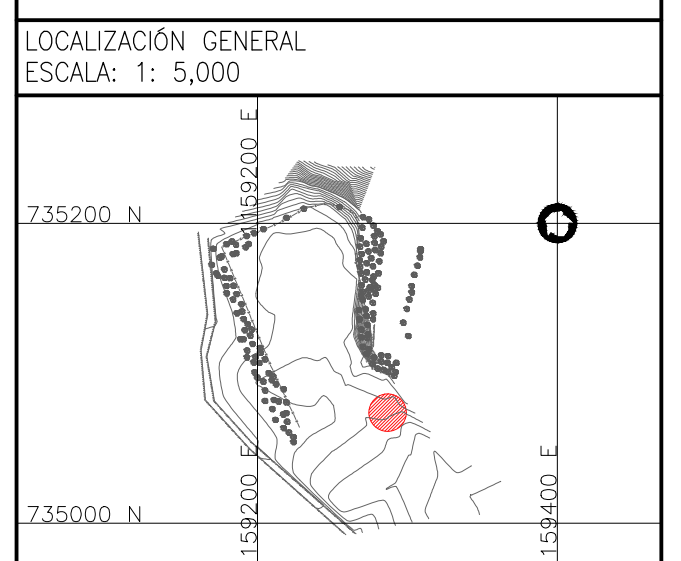 LOCALIZACIÓN GENERAL
ESCALA: 1: 5,000
159200 E
735200 N
159200 E
159400 E
735000 N